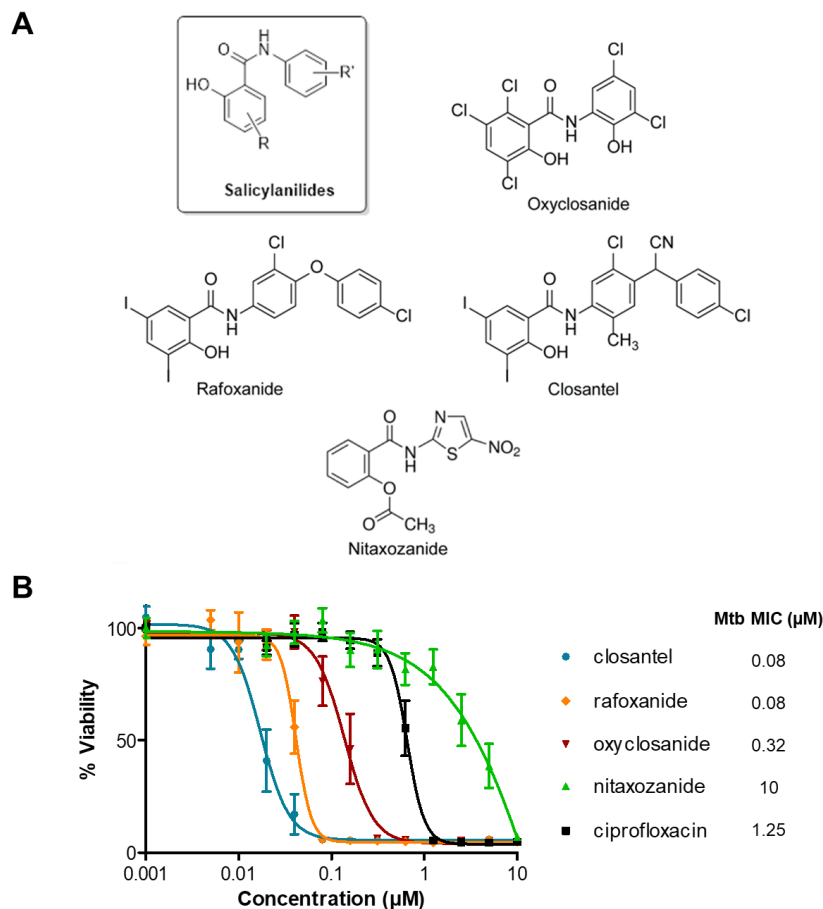 A
O
H
N
R'
HO
R
Salicylanilides
Cl
Cl
Cl
O
N
H
Cl
OH
OH
Cl
Oxyclosanide
Cl
O
O
I
N
H
Cl
OH
I
Rafoxanide
Cl
CN
O
I
N
H
Cl
OH
CH3
I
Closantel
O
N
N
H
S
NO2
O
O
CH3
Nitaxozanide
B
Mtb MIC (µM)
100
50
0
% Viability
0.001
0.01
0.1
1
10
Concentration (µM)
closantel 0.08
rafoxanide 0.08
oxyclosanide 0.32
nitaxozanide 10
ciprofloxacin 1.25